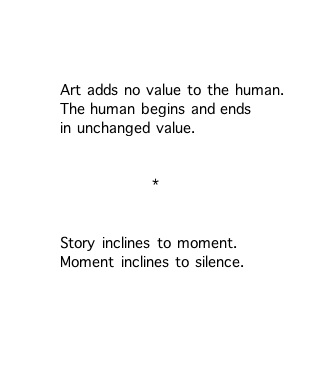 Art adds no value to the human.
The human begins and ends
in unchanged value.
*
Story inclines to moment.
Moment inclines to silence.